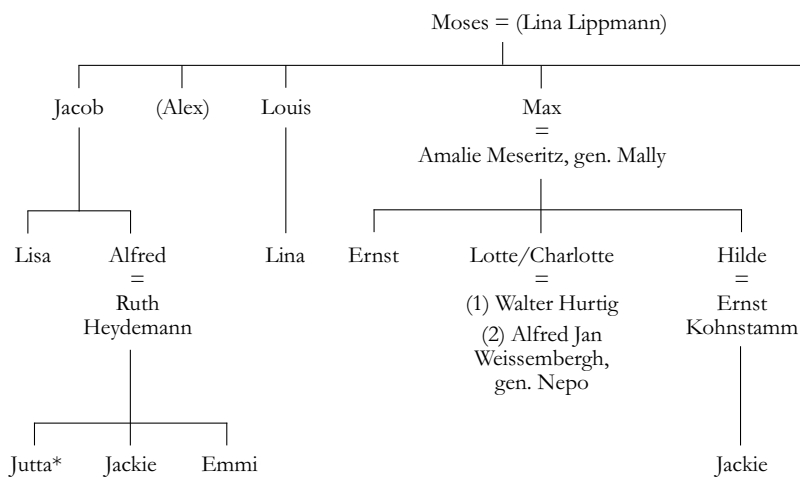 Moses = (Lina Lippmann)
Jacob
(Alex)
Louis
Max
=
Amalie Meseritz, gen. Mally
Lisa
Alfred
=
Ruth
Heydemann
Lina
Ernst
Lotte/Charlotte
=
(1) Walter Hurtig
(2) Alfred Jan
Weissembergh,
gen. Nepo
Hilde
=
Ernst
Kohnstamm
Jutta*
Jackie
Emmi
Jackie